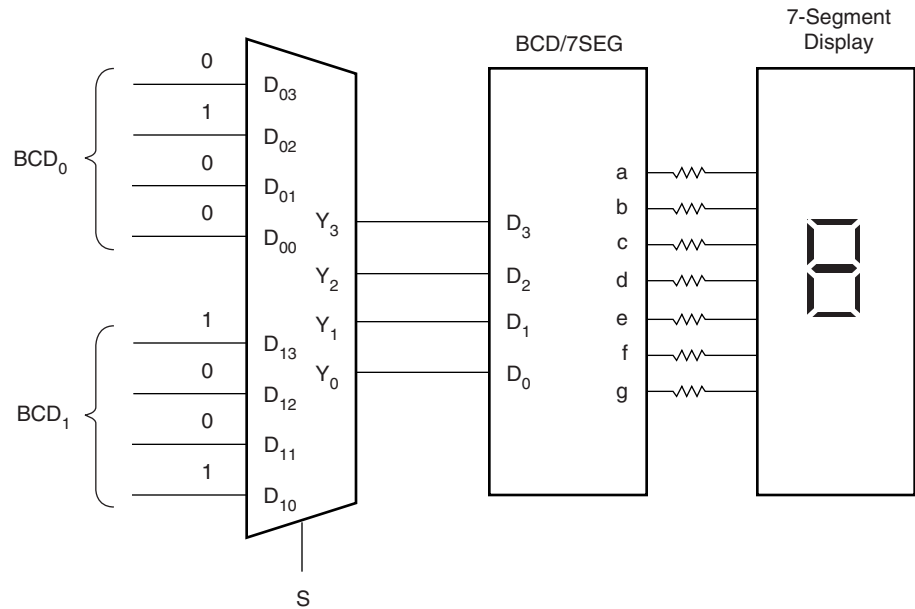 7-Segment
Display
BCD/7SEG
BCD0
0
D03
1
D02
0
D01
0
D00
BCD1
1
D13
0
D12
0
D11
1
D10
Y3
Y2
Y1
Y0
S
D3
D2
D1
D0
a
b
c
d
e
f
g
8